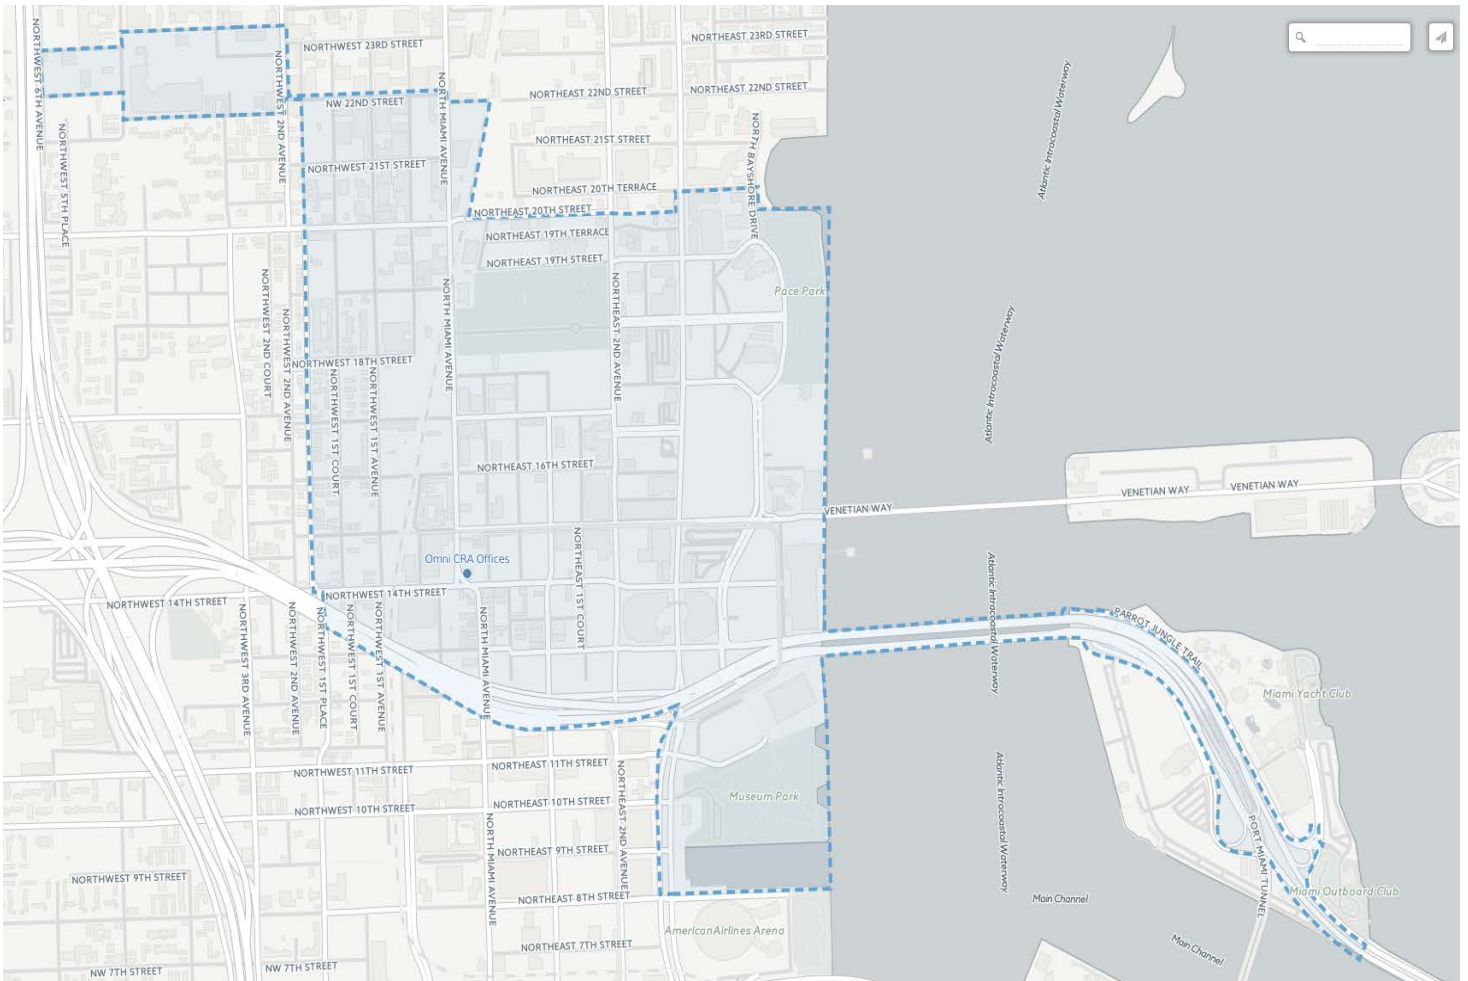 NORTHWEST 6TH AVENUE
NORTHWEST 23RD STREET
NORTHEAST 23RD STREET
NORTHWEST 2ND AVENUE
NW 22ND STREET
NORTH MIAMI AVENUE
NORTHEAST 22ND STREET
NORTHEAST 22ND STREET
Atlantic Intracoastal Waterway
NORTHWEST 5TH PLACE
NORTHWEST 21ST STREET
NORTHEAST 21ST STREET
NORTH BAYSHORE DRIVE
NORTHEAST 20TH TERRACE
NORTHEAST 20TH STREET
NORTHEAST 19TH TERRACE
NORTHEAST 19TH STREET
NORTHWEST 2ND COURT
NORTHWEST 2ND AVENUE
NORTH MIAMI AVENUE
NORTHEAST 2ND AVENUE
Pace Park
Atlantic Intracoastal Waterway
NORTHWEST 18TH STREET
NORTHWEST 1ST COURT
NORTHWEST 1ST AVENUE
NORTHEAST 16TH STREET
VENETIAN WAY
VENETIAN WAY
VENETIAN WAY
NORTHEAST 1ST COURT
Omni CRA Offices
Atlantic Intracoastal Waterway
NORTHWEST 14TH STREET
NORTHWEST 14TH STREET
NORTHWEST 3RD AVENUE
NORTHWEST 2ND AVENUE
NORTHWEST 1ST PLACE
NORTHWEST 1ST COURT
NORTHWEST 1ST AVENUE
NORTH MIAMI AVENUE
PARROT JUNGLE TRAIL
Miami Yacht Club
NORTHWEST 11TH STREET
NORTHEAST 11TH STREET
NORTHEAST 2ND AVENUE
Atlantic Intracoastal Waterway
Museum Park
NORTHWEST 10TH STREET
NORTHEAST 10TH STREET
NORTH MIAMI AVENUE
PORT MIAMI TUNNEL
NORTHEAST 9TH STREET
NORTHWEST 9TH STREET
Miami Outboard Club
NORTHEAST 8TH STREET
Main Channel
AmericanAirlines Arena
NORTHEAST 7TH STREET
Main Channel
NW 7TH STREET
NW 7TH STREET